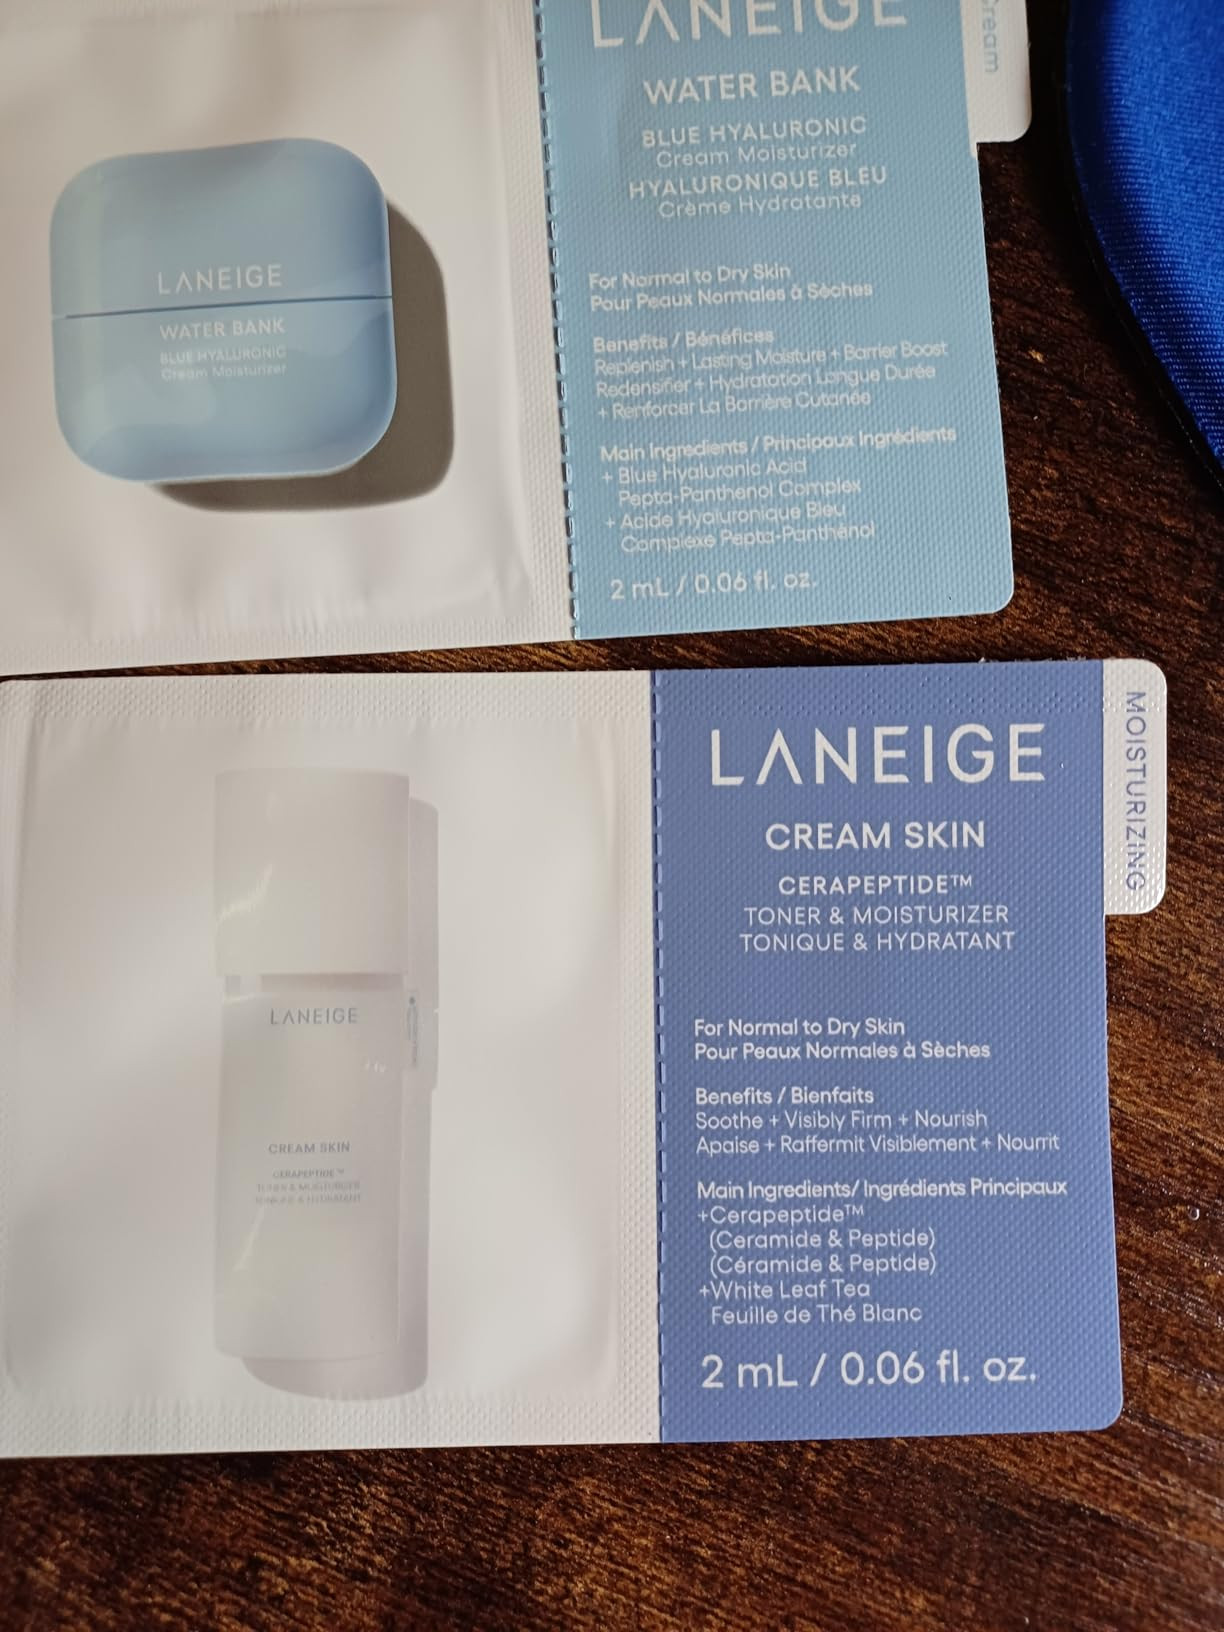 LANEIGE
WATER BANK
BLUE HYALURONIC
Cream Moisturizer
HYALURONIQUE BLEU
Crème Hydratante
For Normal to Dry Skin
Pour Peaux Normales à Sèches
Benefits / Bénéfices
Replenish + Lasting Moisture + Barrier Boost
Redensifier + Hydratation Longue Durée
+ Renforcer La Barrière Cutanée
Main Ingredients / Principaux Ingrédients
+ Blue Hyaluronic Acid
Pepta-Panthenol Complex
+ Acide Hyaluronique Bleu
Complexe Pepta-Panthénol
2 mL / 0.06 fl. oz.
Cream
LANEIGE
WATER BANK
BLUE HYALURONIC
Cream Moisturizer
LANEIGE
CREAM SKIN
CERAPEPTIDE™
TONER & MOISTURIZER
TONIQUE & HYDRATANT
For Normal to Dry Skin
Pour Peaux Normales à Sèches
Benefits / Bienfaits
Soothe + Visibly Firm + Nourish
Apaise + Raffermit Visiblement + Nourrit
Main Ingredients/ Ingrédients Principaux
+Cerapeptide™
(Ceramide & Peptide)
(Céramide & Peptide)
+White Leaf Tea
Feuille de Thé Blanc
2 mL / 0.06 fl. oz.
MOISTURIZING
LANEIGE
CREAM SKIN
CERAPEPTIDE™
TONER & MOISTURIZER
TONIQUE & HYDRATANT